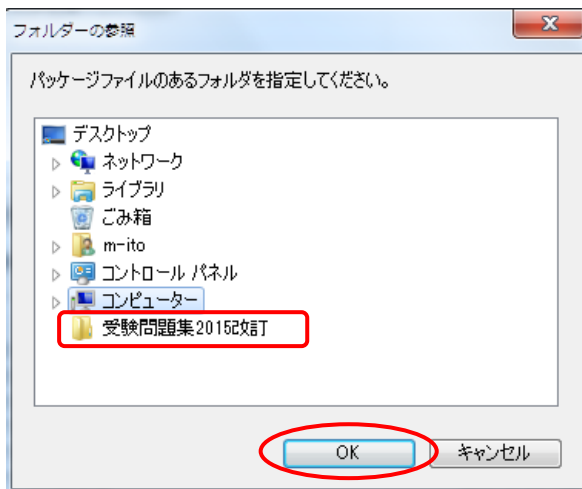 フォルダーの参照
パッケージファイルのあるフォルダを指定してください。
デスクトップ
ネットワーク
ライブラリ
ごみ箱
m-ito
コントロール パネル
コンピューター
受験問題集2015改訂
OK キャンセル